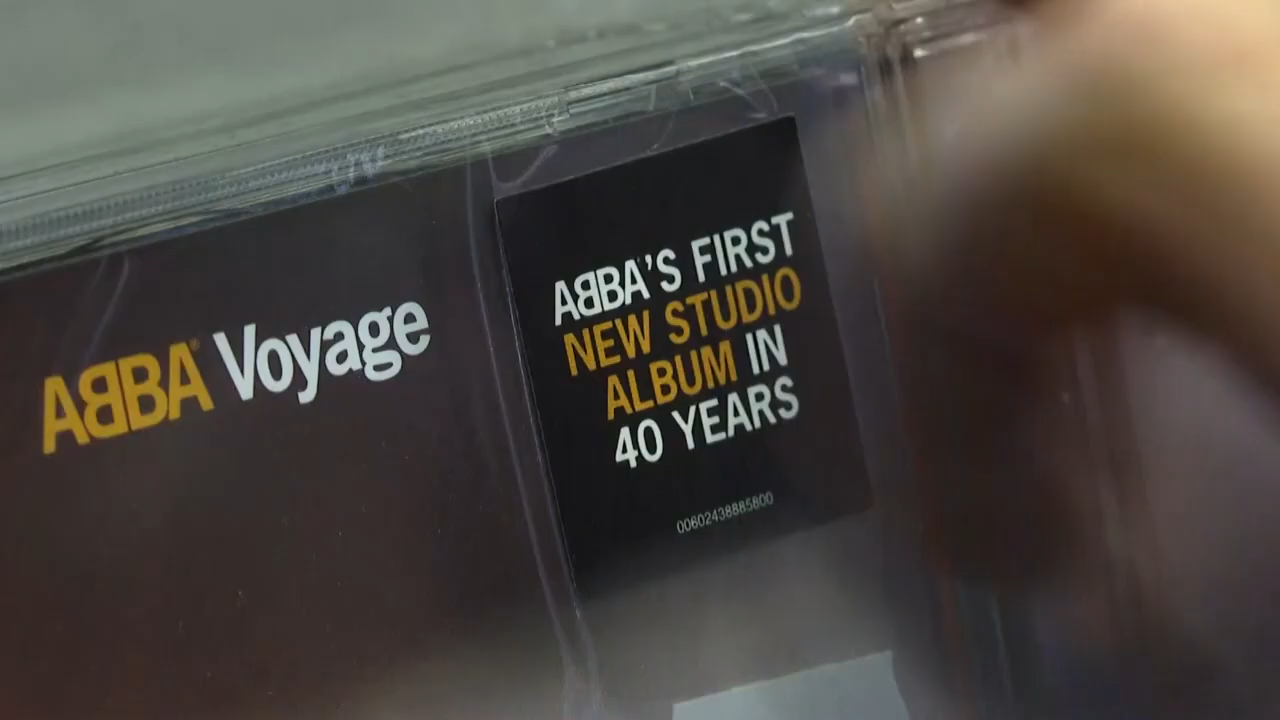 ABBA® Voyage
ABBA'S FIRST
NEW STUDIO
ALBUM IN
40 YEARS
00602438885800